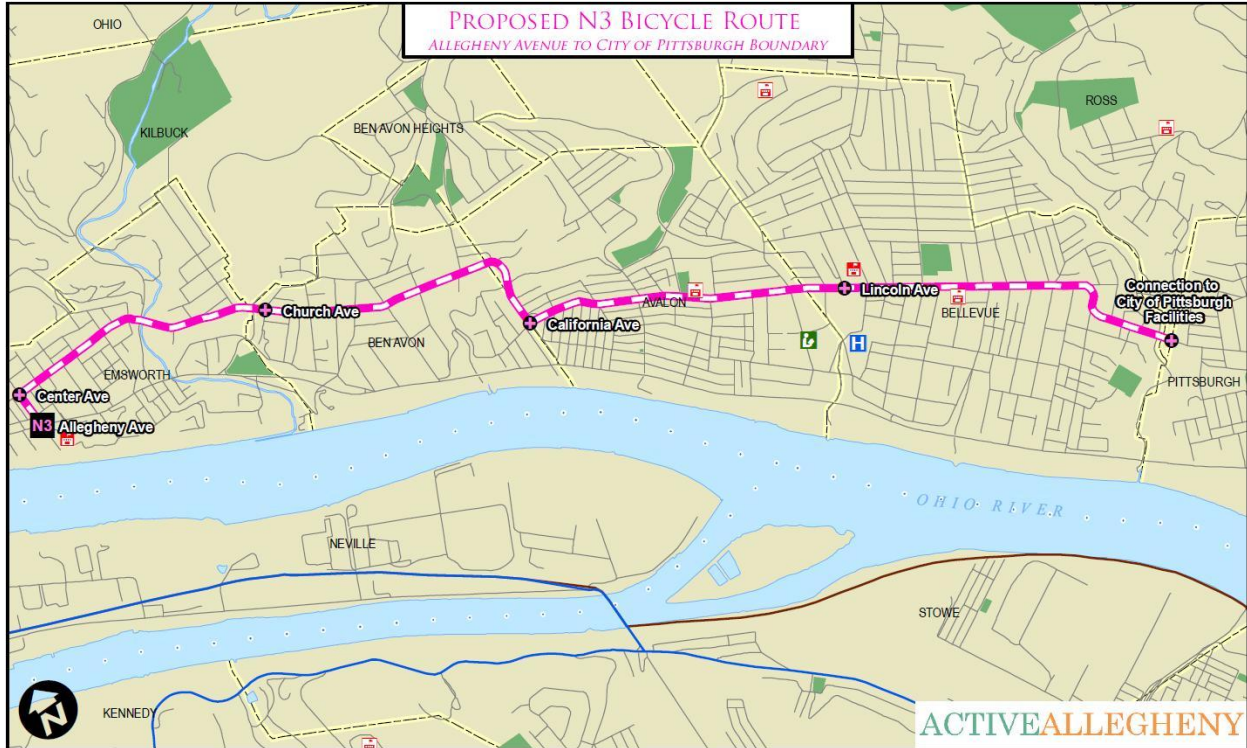 PROPOSED N3 BICYCLE ROUTE
ALLEGHENY AVENUE TO CITY OF PITTSBURGH BOUNDARY
OHIO
KILBUCK
BEN AVON HEIGHTS
ROSS
Church Ave
California Ave
AVALON
Lincoln Ave
BELLEVUE
Connection to
City of Pittsburgh
Facilities
BEN AVON
H
EMSWORTH
PITTSBURGH
Center Ave
N3 Allegheny Ave
OHIO RIVER
NEVILLE
STOWE
KENNEDY
N
ACTIVEALLEGHENY